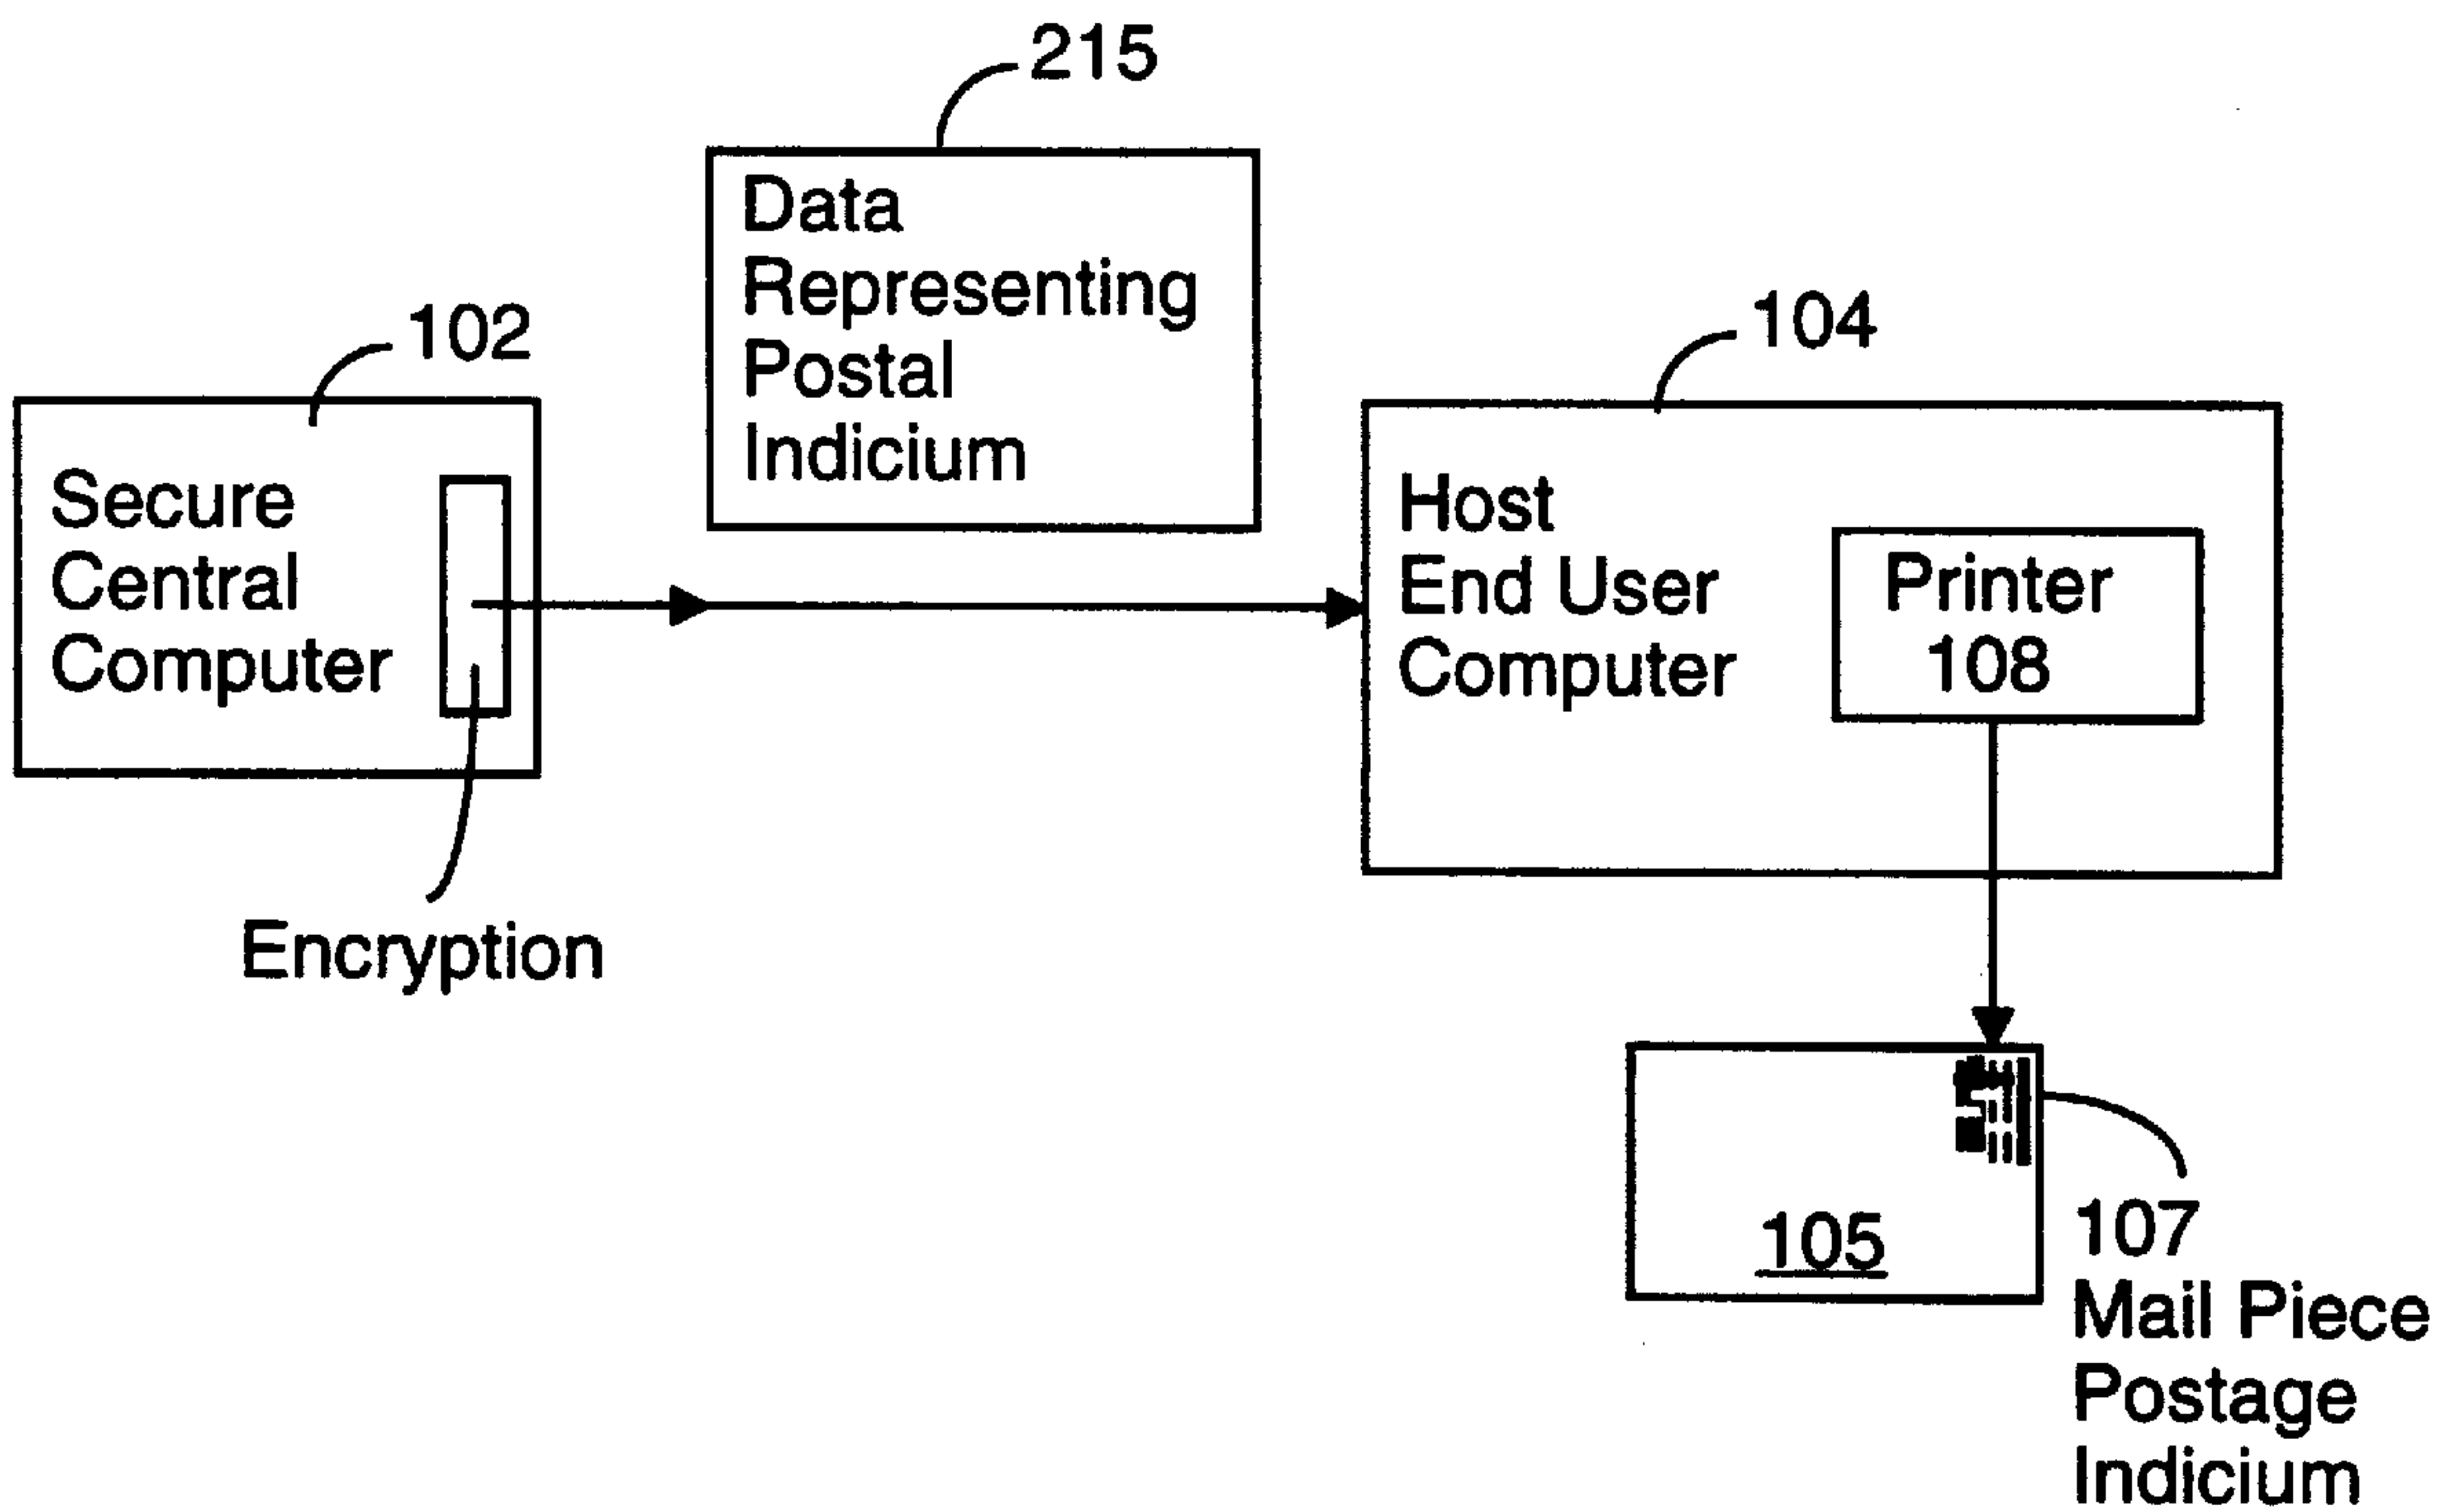 215
Data
Representing
Postal
Indicium
102
Secure
Central
Computer
Encryption
104
Host
End User
Computer
Printer
108
105
107
Mail Piece
Postage
Indicium